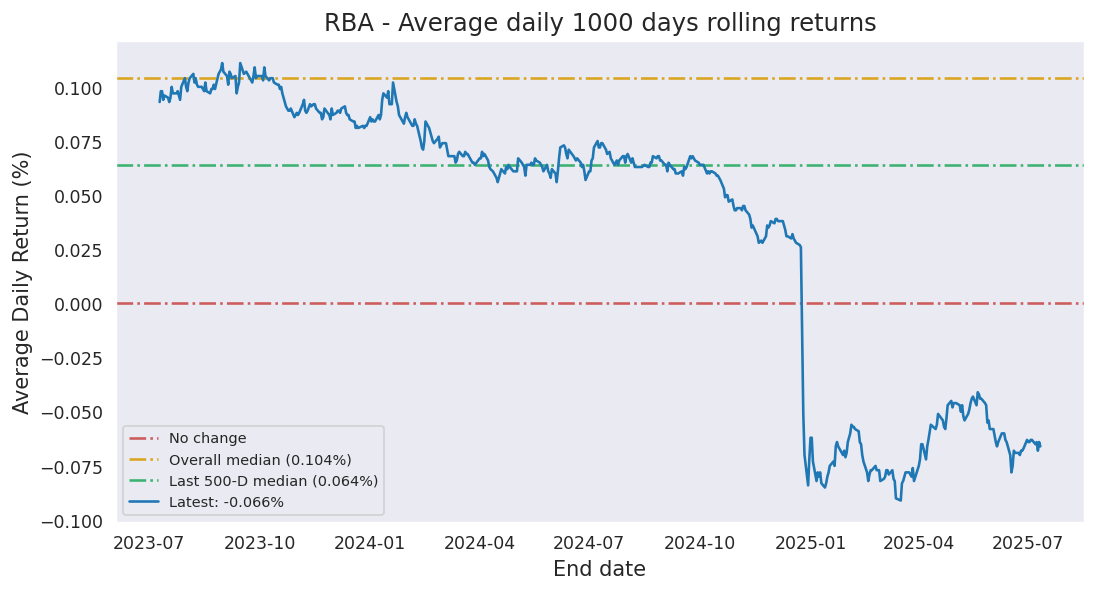 RBA - Average daily 1000 days rolling returns
Average Daily Return (%)
0.100
0.075
0.050
0.025
0.000
−0.025
−0.050
−0.075
−0.100
No change
Overall median (0.104%)
Last 500-D median (0.064%)
Latest: -0.066%
2023-07 2023-10 2024-01 2024-04 2024-07 2024-10 2025-01 2025-04 2025-07
End date